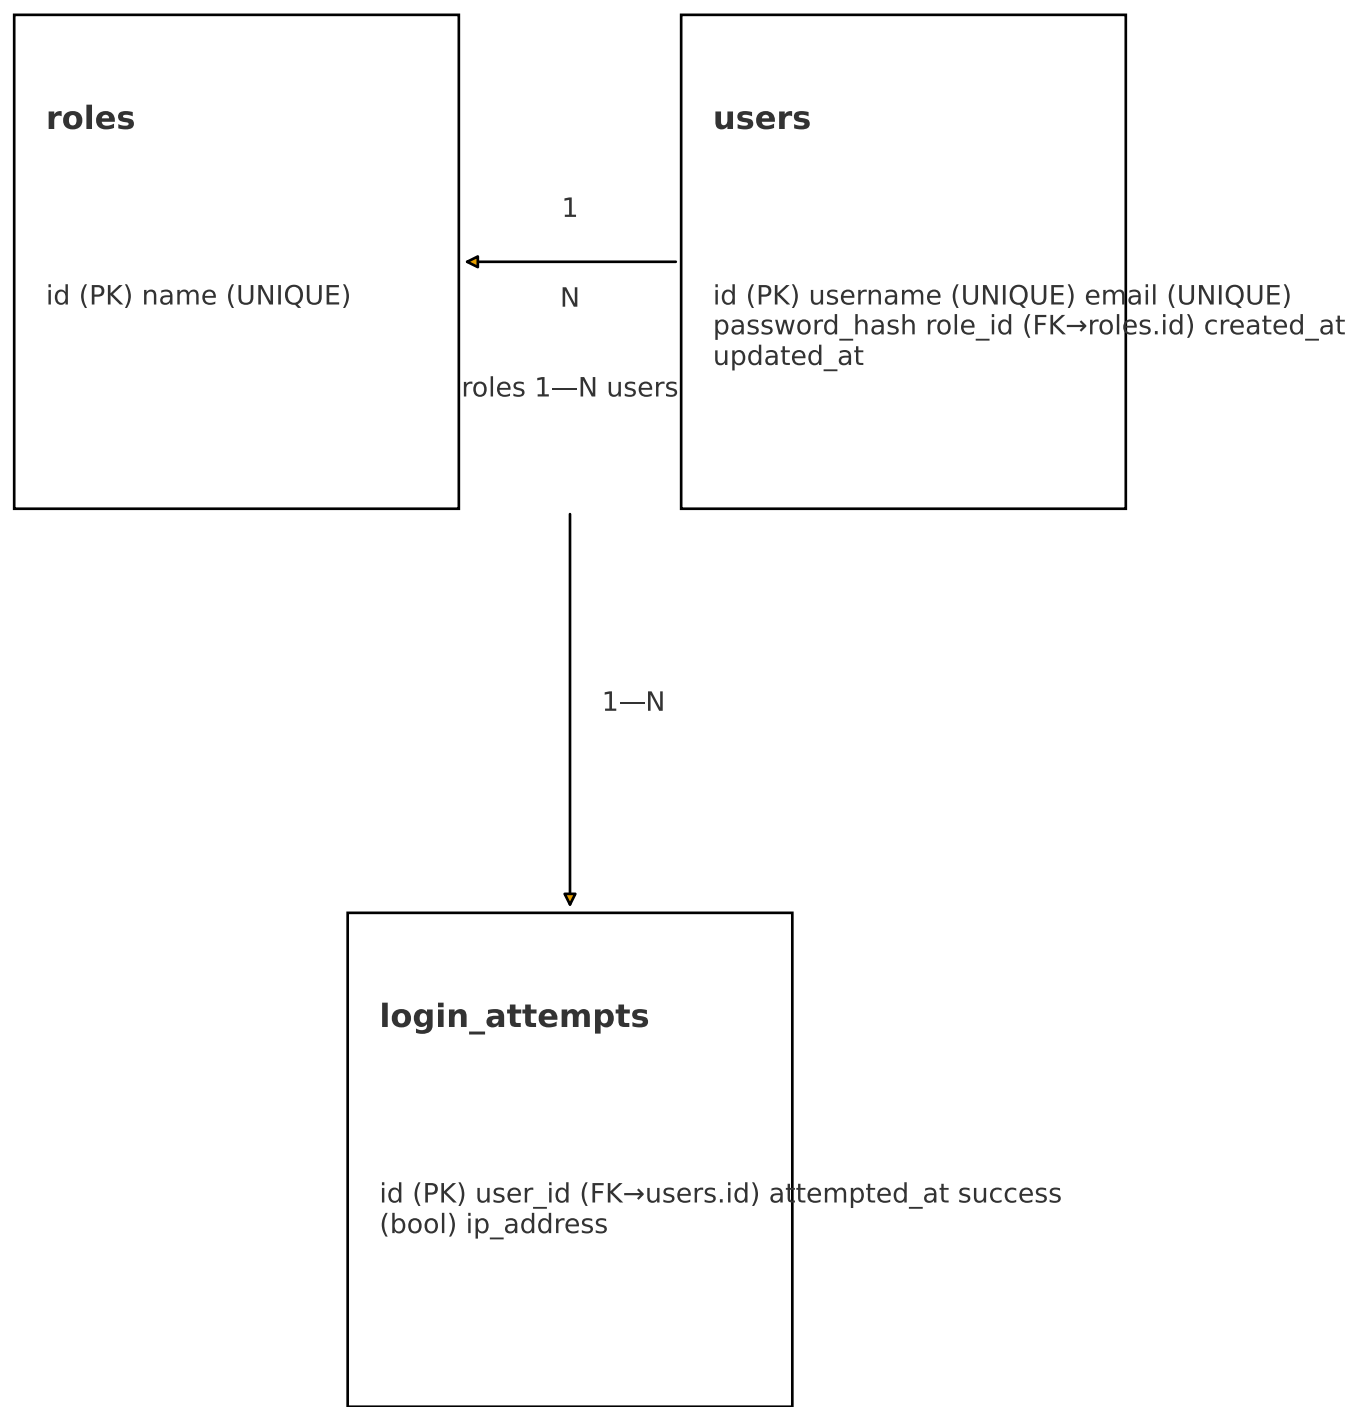 roles
id (PK) name (UNIQUE)
1
N
roles 1—N users
users
id (PK) username (UNIQUE) email (UNIQUE)
password_hash role_id (FK→roles.id) created_at
updated_at
1—N
login_attempts
id (PK) user_id (FK→users.id) attempted_at success
(bool) ip_address